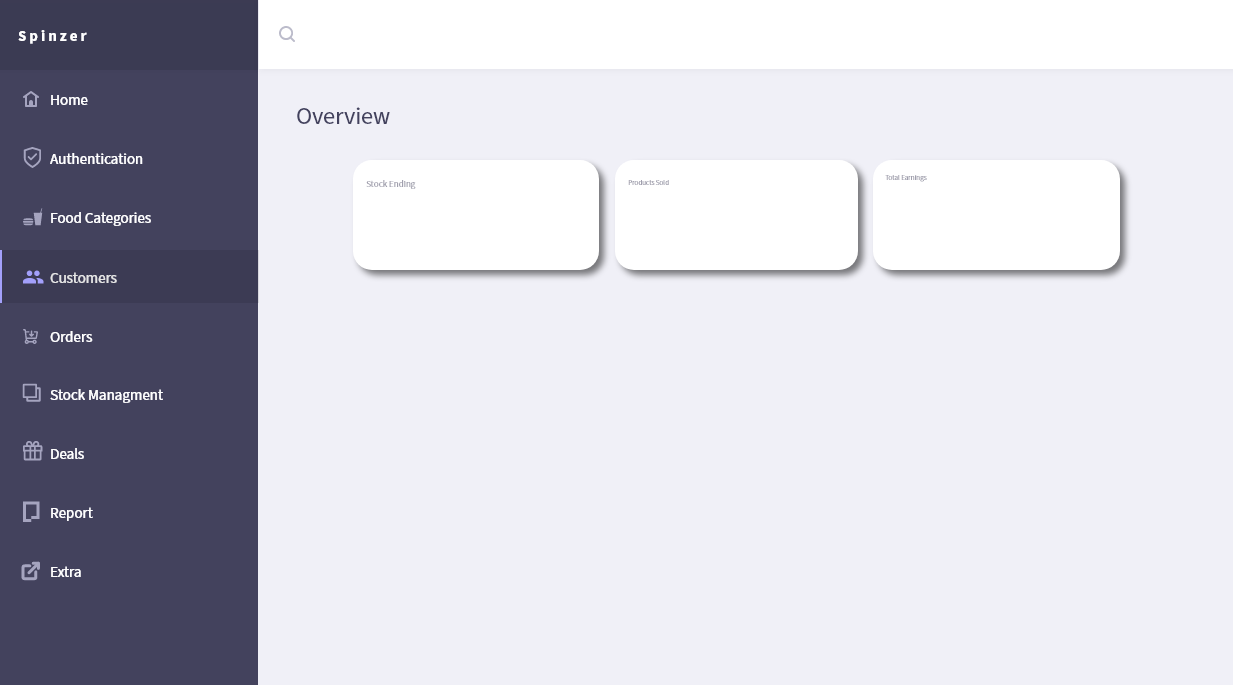 Spinzer
Home
Authentication
Food Categories
Customers
Orders
Stock Managment
Deals
Report
Extra
Overview
Stock Ending
Products Sold
Total Earnings